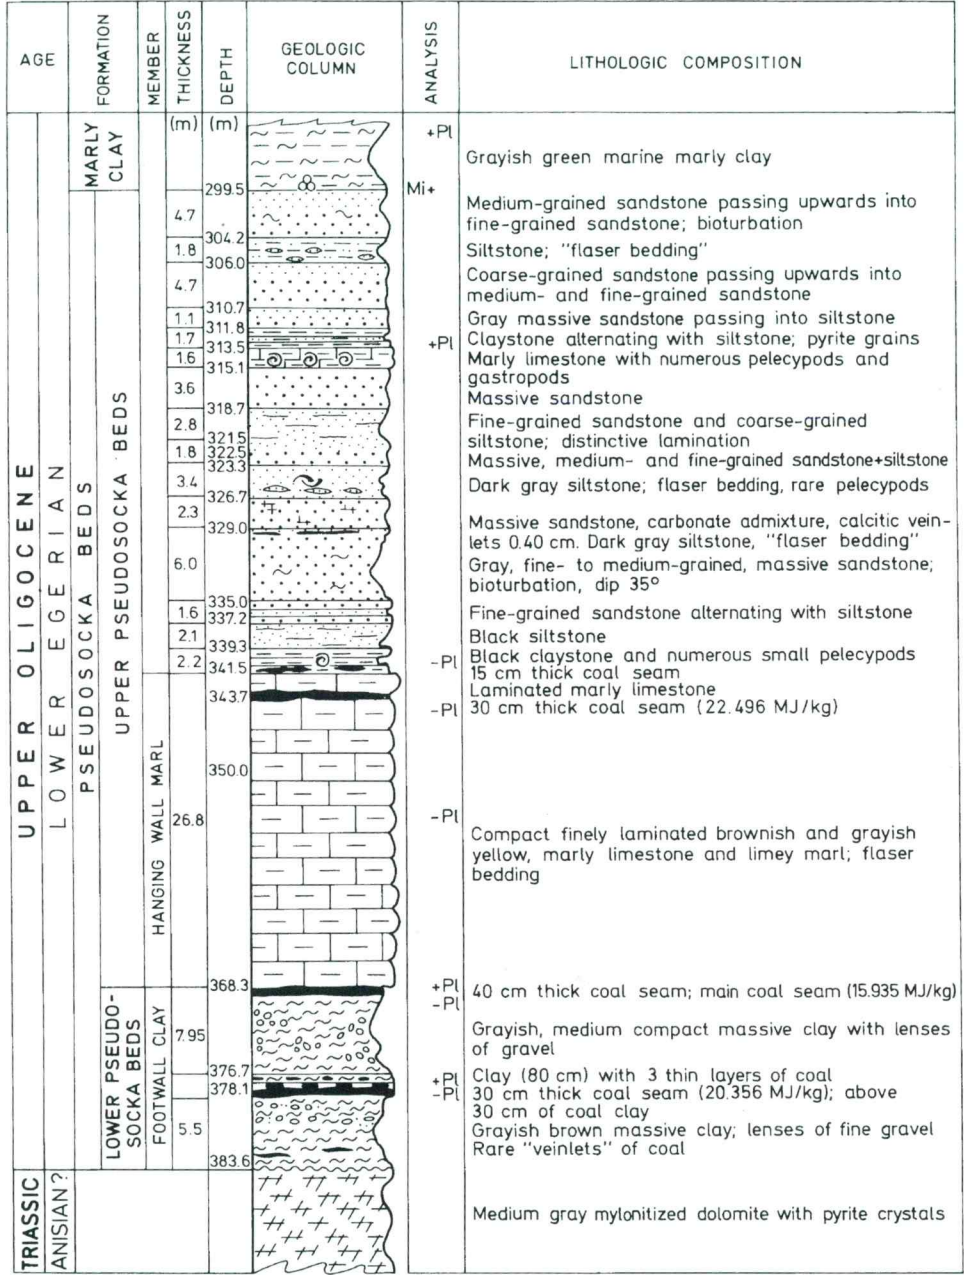 AGE
FORMATION
MEMBER
THICKNESS
DEPTH
GEOLOGIC
COLUMN
ANALYSIS
LITHOLOGIC COMPOSITION
(m)
(m)
UPPER OLIGOCENE
LOWER EGERIAN
MARLY
CLAY
PSEUDOSOCKA BEDS
UPPER PSEUDOSOCKA BEDS
HANGING WALL MARL
LOWER PSEUDO-
SOCKA BEDS
FOOTWALL CLAY
TRIASSIC
ANISIAN?
4.7
1.8
4.7
1.1
1.7
1.6
3.6
2.8
1.8
3.4
2.3
6.0
1.6
2.1
2.2
26.8
7.95
5.5
299.5
304.2
306.0
310.7
311.8
313.5
315.1
318.7
321.5
322.5
323.3
326.7
329.0
335.0
337.2
339.3
341.5
343.7
350.0
368.3
376.7
378.1
383.6
+Pl
Mi+
+Pl
-Pl
-Pl
-Pl
+Pl
-Pl
+Pl
-Pl
Grayish green marine marly clay
Medium-grained sandstone passing upwards into
fine-grained sandstone; bioturbation
Siltstone; "flaser bedding"
Coarse-grained sandstone passing upwards into
medium- and fine-grained sandstone
Gray massive sandstone passing into siltstone
Claystone alternating with siltstone; pyrite grains
Marly limestone with numerous pelecypods and
gastropods
Massive sandstone
Fine-grained sandstone and coarse-grained
siltstone; distinctive lamination
Massive, medium- and fine-grained sandstone+siltstone
Dark gray siltstone; flaser bedding, rare pelecypods
Massive sandstone, carbonate admixture, calcitic vein-
lets 0.40 cm. Dark gray siltstone, "flaser bedding"
Gray, fine- to medium-grained, massive sandstone;
bioturbation, dip 35°
Fine-grained sandstone alternating with siltstone
Black siltstone
Black claystone and numerous small pelecypods
15 cm thick coal seam
Laminated marly limestone
30 cm thick coal seam (22.496 MJ/kg)
Compact finely laminated brownish and grayish
yellow, marly limestone and limey marl; flaser
bedding
40 cm thick coal seam; main coal seam (15.935 MJ/kg)
Grayish, medium compact massive clay with lenses
of gravel
Clay (80 cm) with 3 thin layers of coal
30 cm thick coal seam (20.356 MJ/kg); above
30 cm of coal clay
Grayish brown massive clay; lenses of fine gravel
Rare "veinlets" of coal
Medium gray mylonitized dolomite with pyrite crystals